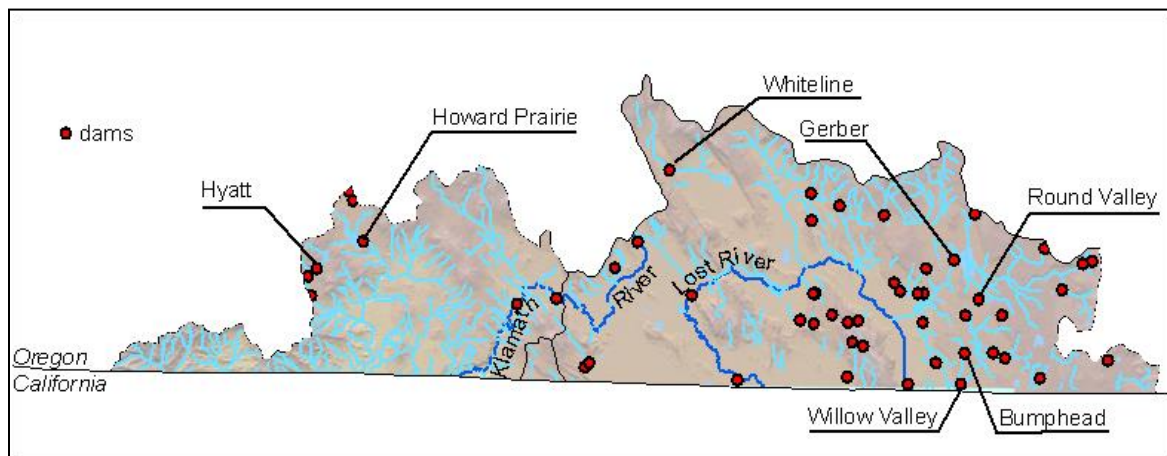 Whiteline
Howard Prairie
Gerber
dams
Hyatt
Round Valley
Lost River
River
Klamath
Oregon
California
Willow Valley
Bumphead